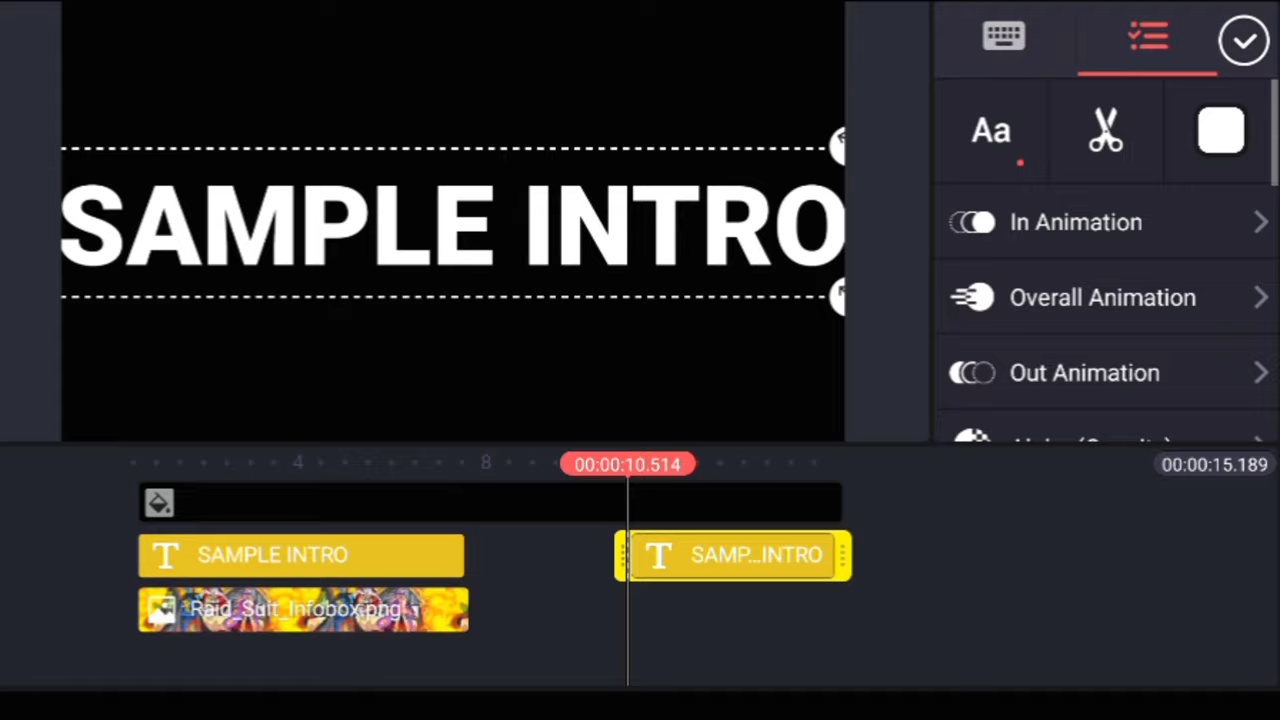 SAMPLE INTRO
Aa
In Animation
Overall Animation
Out Animation
4
8
00:00:10.514
00:00:15.189
SAMPLE INTRO
SAMP...INTRO
Raid_Suit_Infobox.png